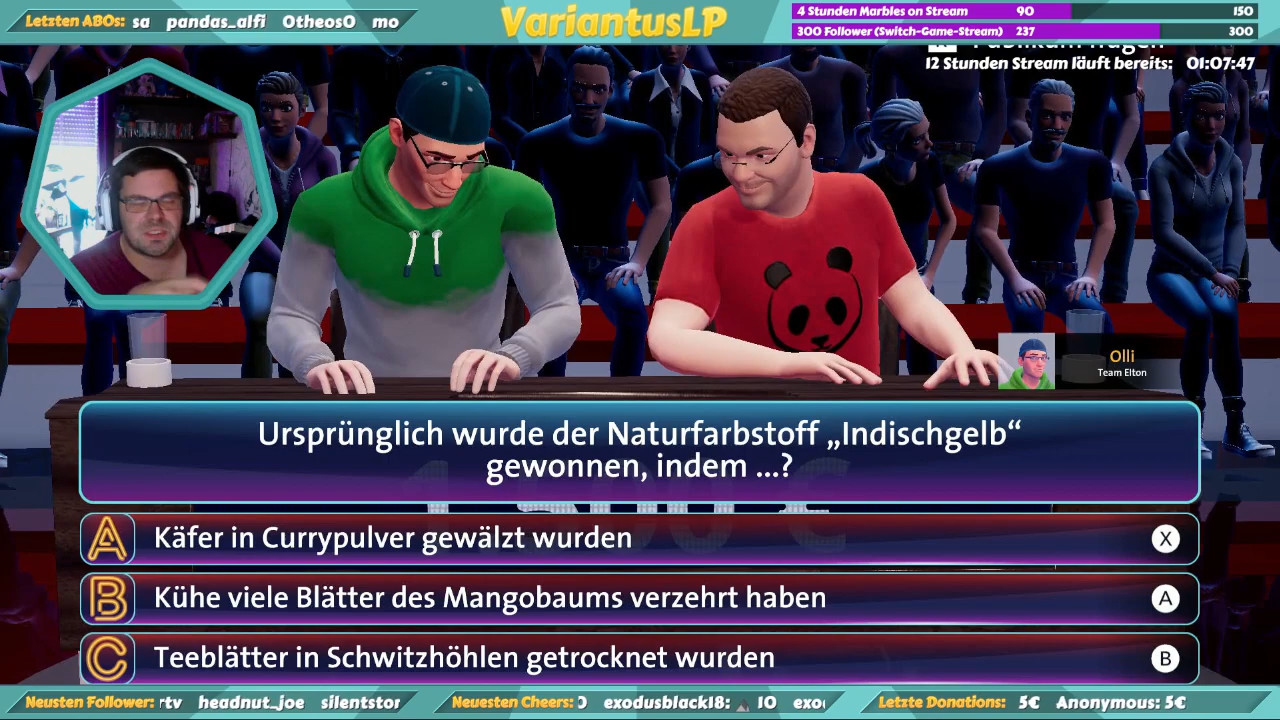 Letzten ABOs: sa pandas_alfi OtheosO mo
VariantusLP
4 Stunden Marbles on Stream 90 150
300 Follower (Switch-Game-Stream) 237 300
12 Stunden Stream läuft bereits: 01:07:47
Olli
Team Elton
Ursprünglich wurde der Naturfarbstoff „Indischgelb“
gewonnen, indem ...?
A Käfer in Currypulver gewälzt wurden X
B Kühe viele Blätter des Mangobaums verzehrt haben A
C Teeblätter in Schwitzhöhlen getrocknet wurden B
Neusten Follower: rtv headnut_joe silentstor
Neuesten Cheers: exodusblack18: 10 exo
Letzte Donations: 5€ Anonymous: 5€